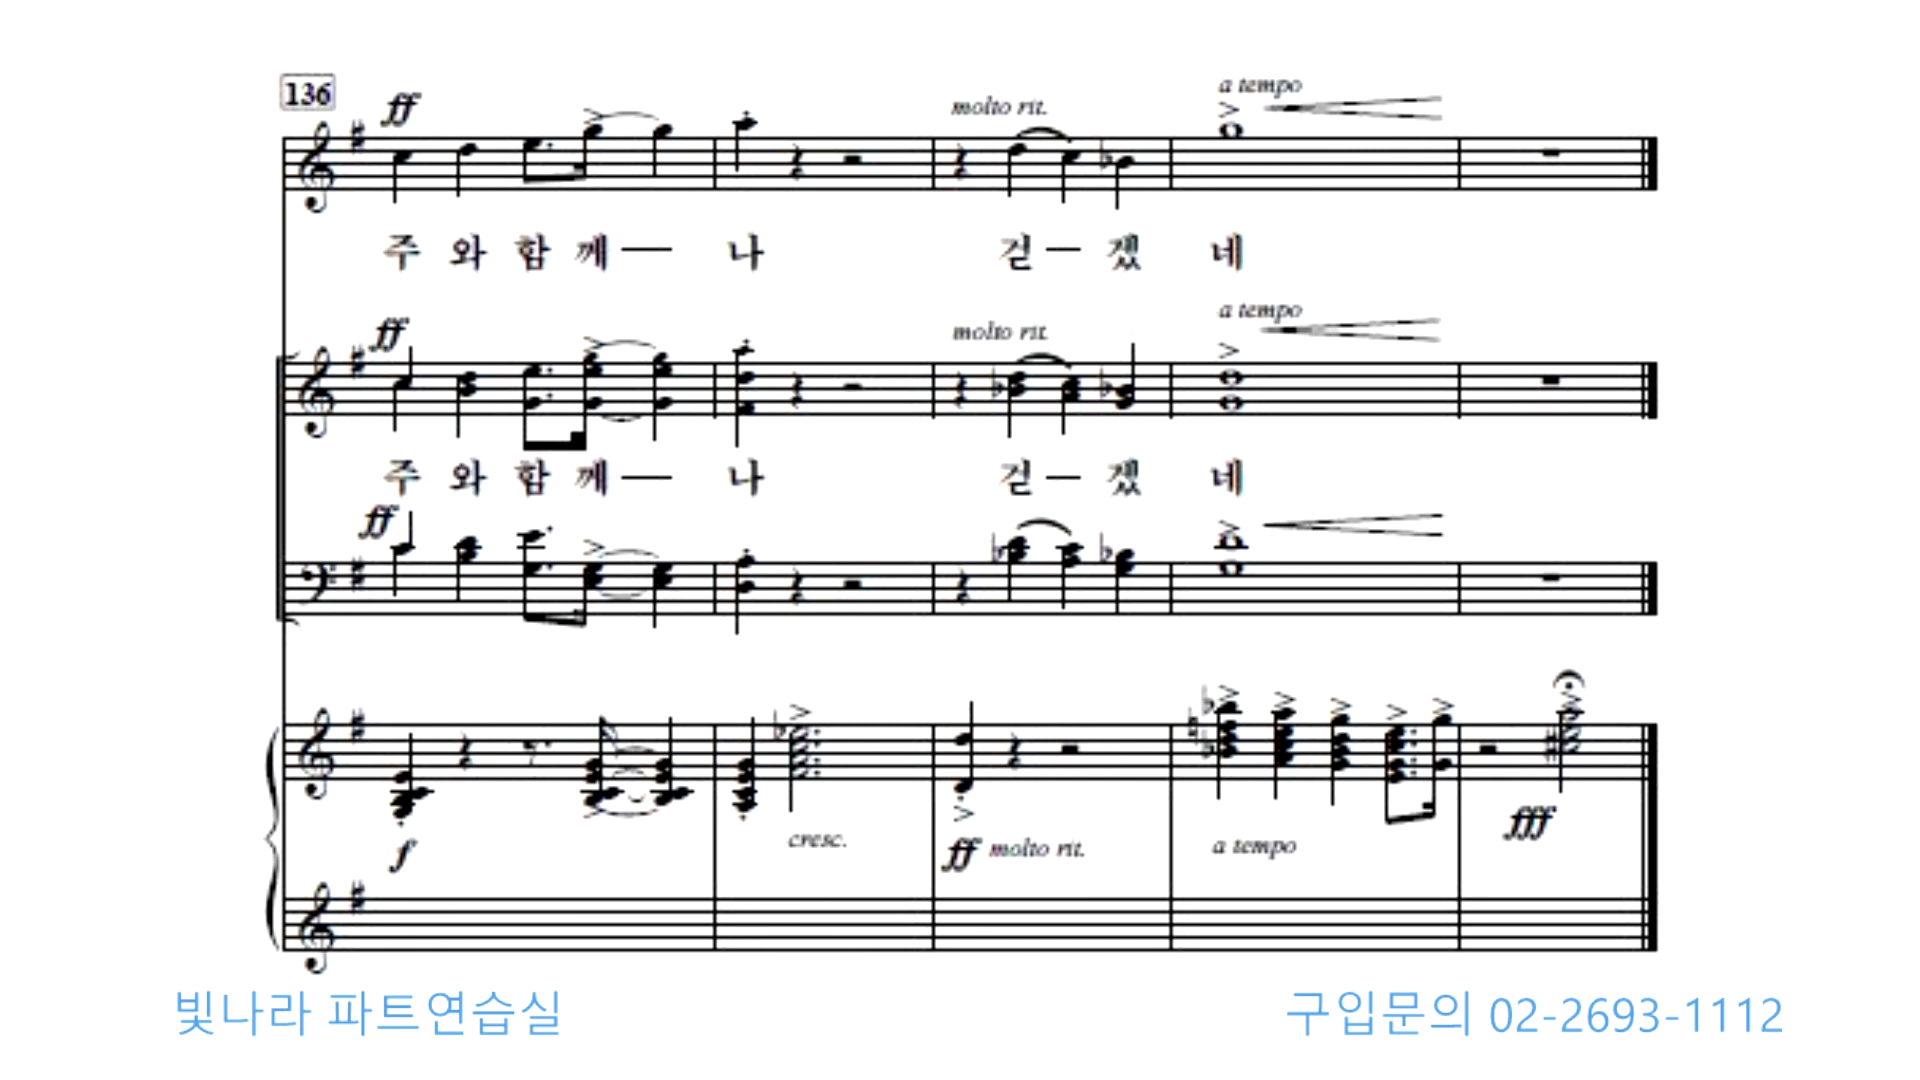 136
ff
molto rit.
a tempo
주 와 함 께 — 나 걷 — 겠 네
ff
molto rit.
a tempo
주 와 함 께 — 나 걷 — 겠 네
ff
f
cresc.
ff molto rit.
a tempo
fff
빛나라 파트연습실
구입문의 02-2693-1112